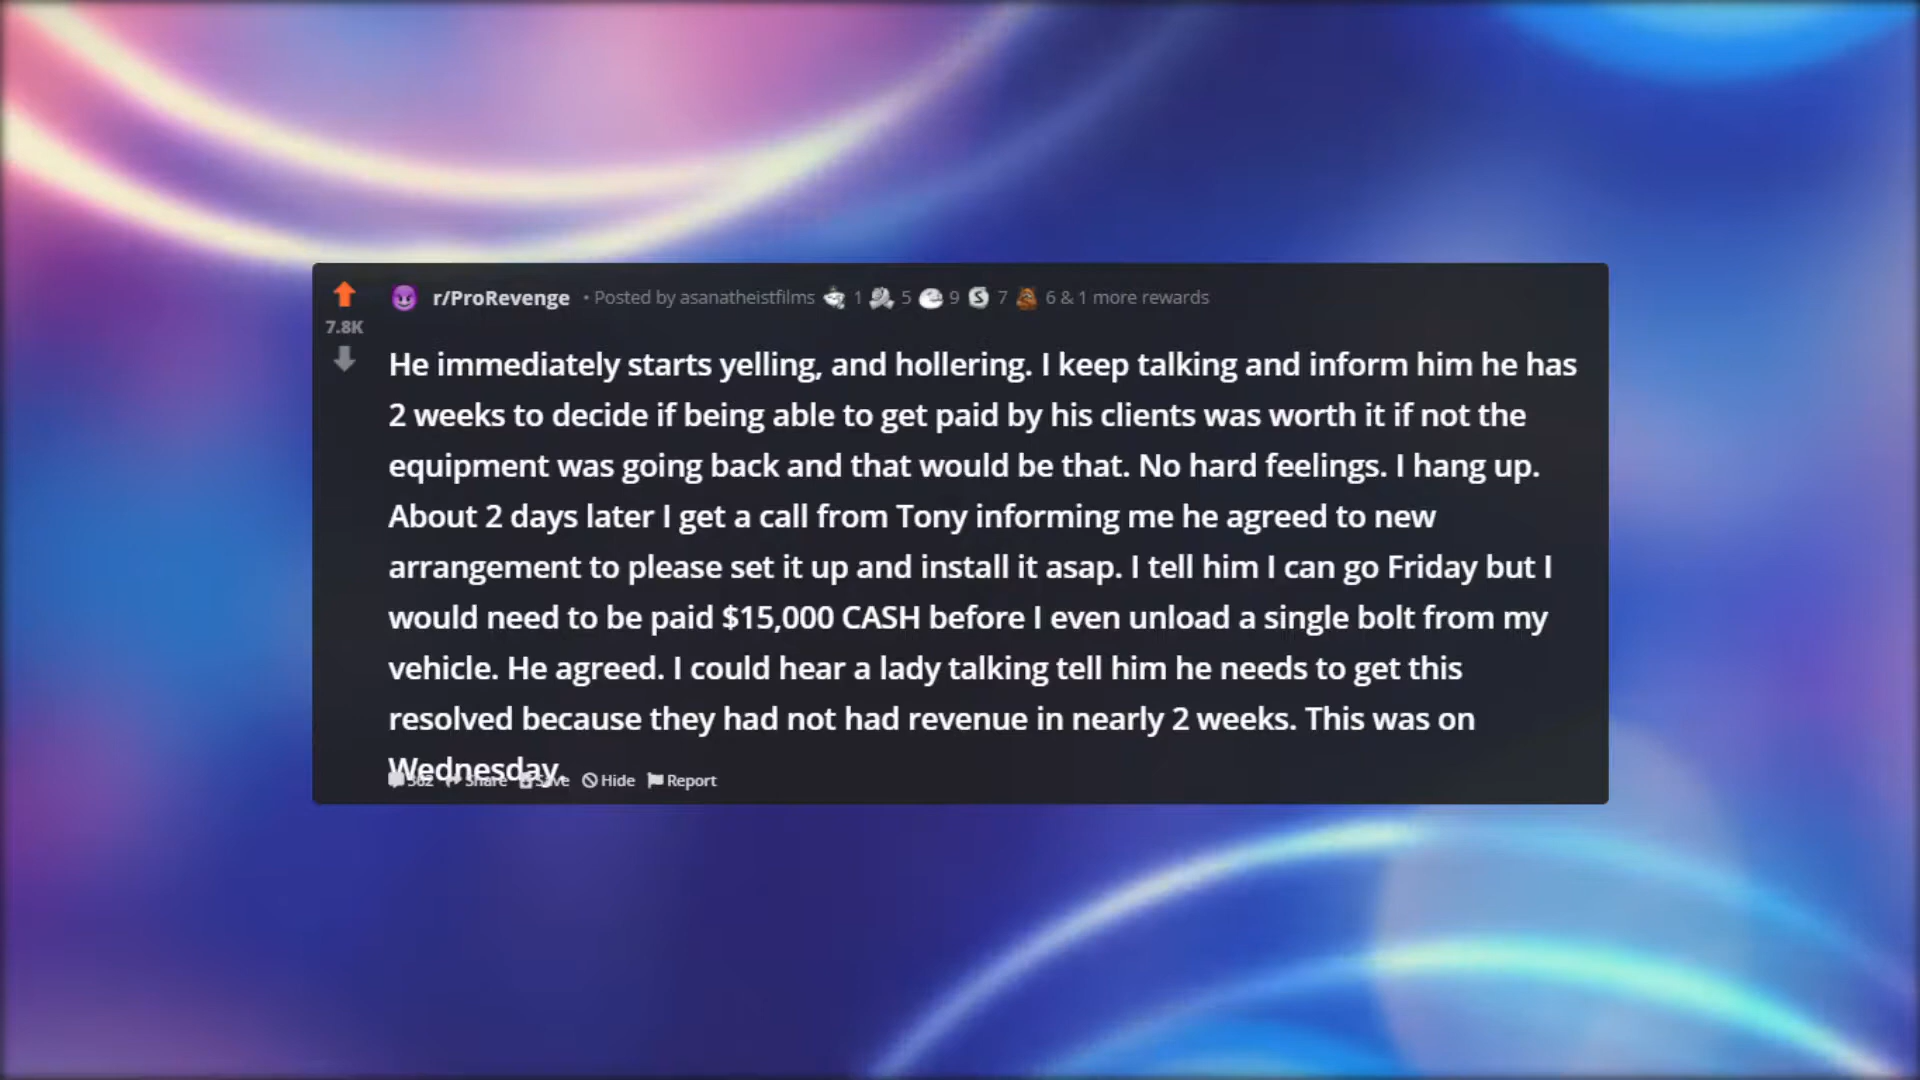 r/ProRevenge • Posted by asanatheistfilms 1 5 9 7 6 & 1 more rewards
7.8K
He immediately starts yelling, and hollering. I keep talking and inform him he has
2 weeks to decide if being able to get paid by his clients was worth it if not the
equipment was going back and that would be that. No hard feelings. I hang up.
About 2 days later I get a call from Tony informing me he agreed to new
arrangement to please set it up and install it asap. I tell him I can go Friday but I
would need to be paid $15,000 CASH before I even unload a single bolt from my
vehicle. He agreed. I could hear a lady talking tell him he needs to get this
resolved because they had not had revenue in nearly 2 weeks. This was on
Wednesday.
Share Save Hide Report